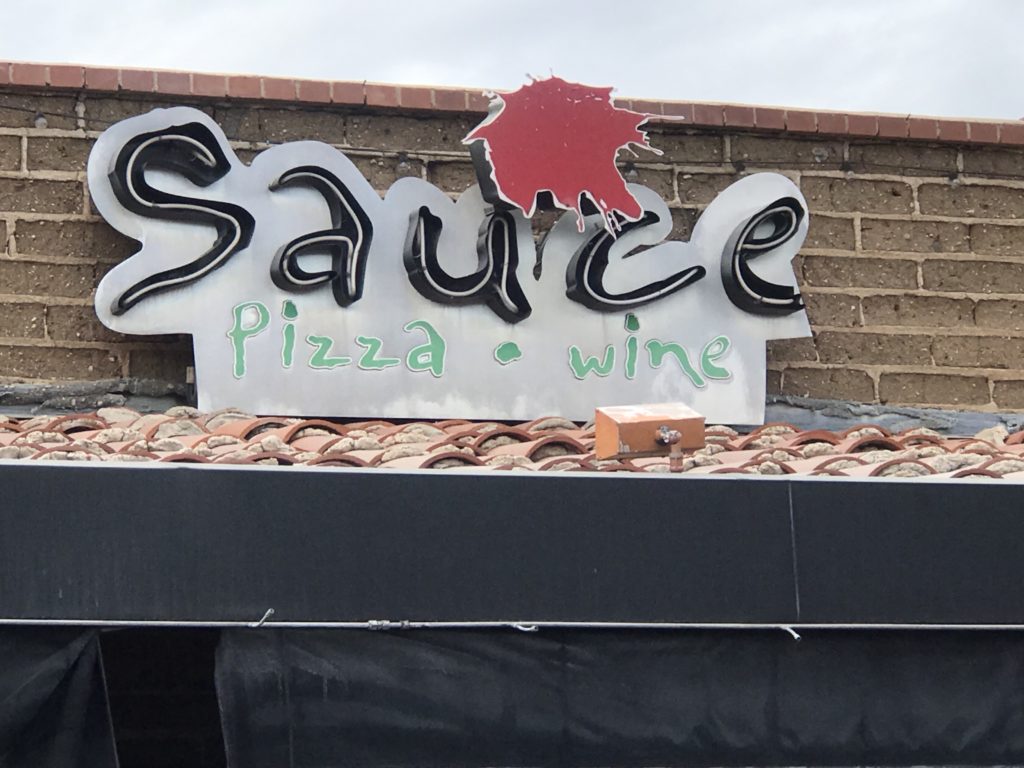 Sauce
Pizza • wine